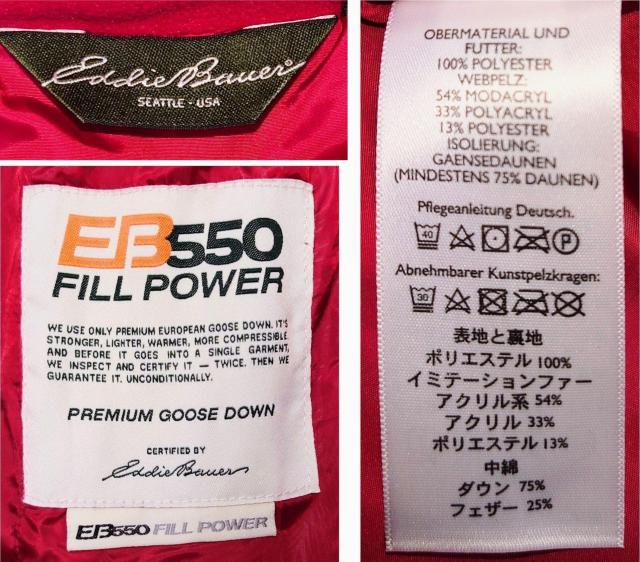 Eddie Bauer®
SEATTLE - USA
EB550
FILL POWER
WE USE ONLY PREMIUM EUROPEAN GOOSE DOWN. IT'S
STRONGER, LIGHTER, WARMER, MORE COMPRESSIBLE.
AND BEFORE IT GOES INTO A SINGLE GARMENT,
WE INSPECT AND CERTIFY IT — TWICE. THEN WE
GUARANTEE IT. UNCONDITIONALLY.
PREMIUM GOOSE DOWN
CERTIFIED BY
Eddie Bauer
EB550 FILL POWER
OBERMATERIAL UND
FUTTER:
100% POLYESTER
WEBPELZ:
54% MODACRYL
33% POLYACRYL
13% POLYESTER
ISOLIERUNG:
GAENSEDAUNEN
(MINDESTENS 75% DAUNEN)
Pflegeanleitung Deutsch.
40 P
Abnehmbarer Kunstpelzkragen:
30
表地と裏地
ポリエステル 100%
イミテーションファー
アクリル系 54%
アクリル 33%
ポリエステル 13%
中綿
ダウン 75%
フェザー 25%